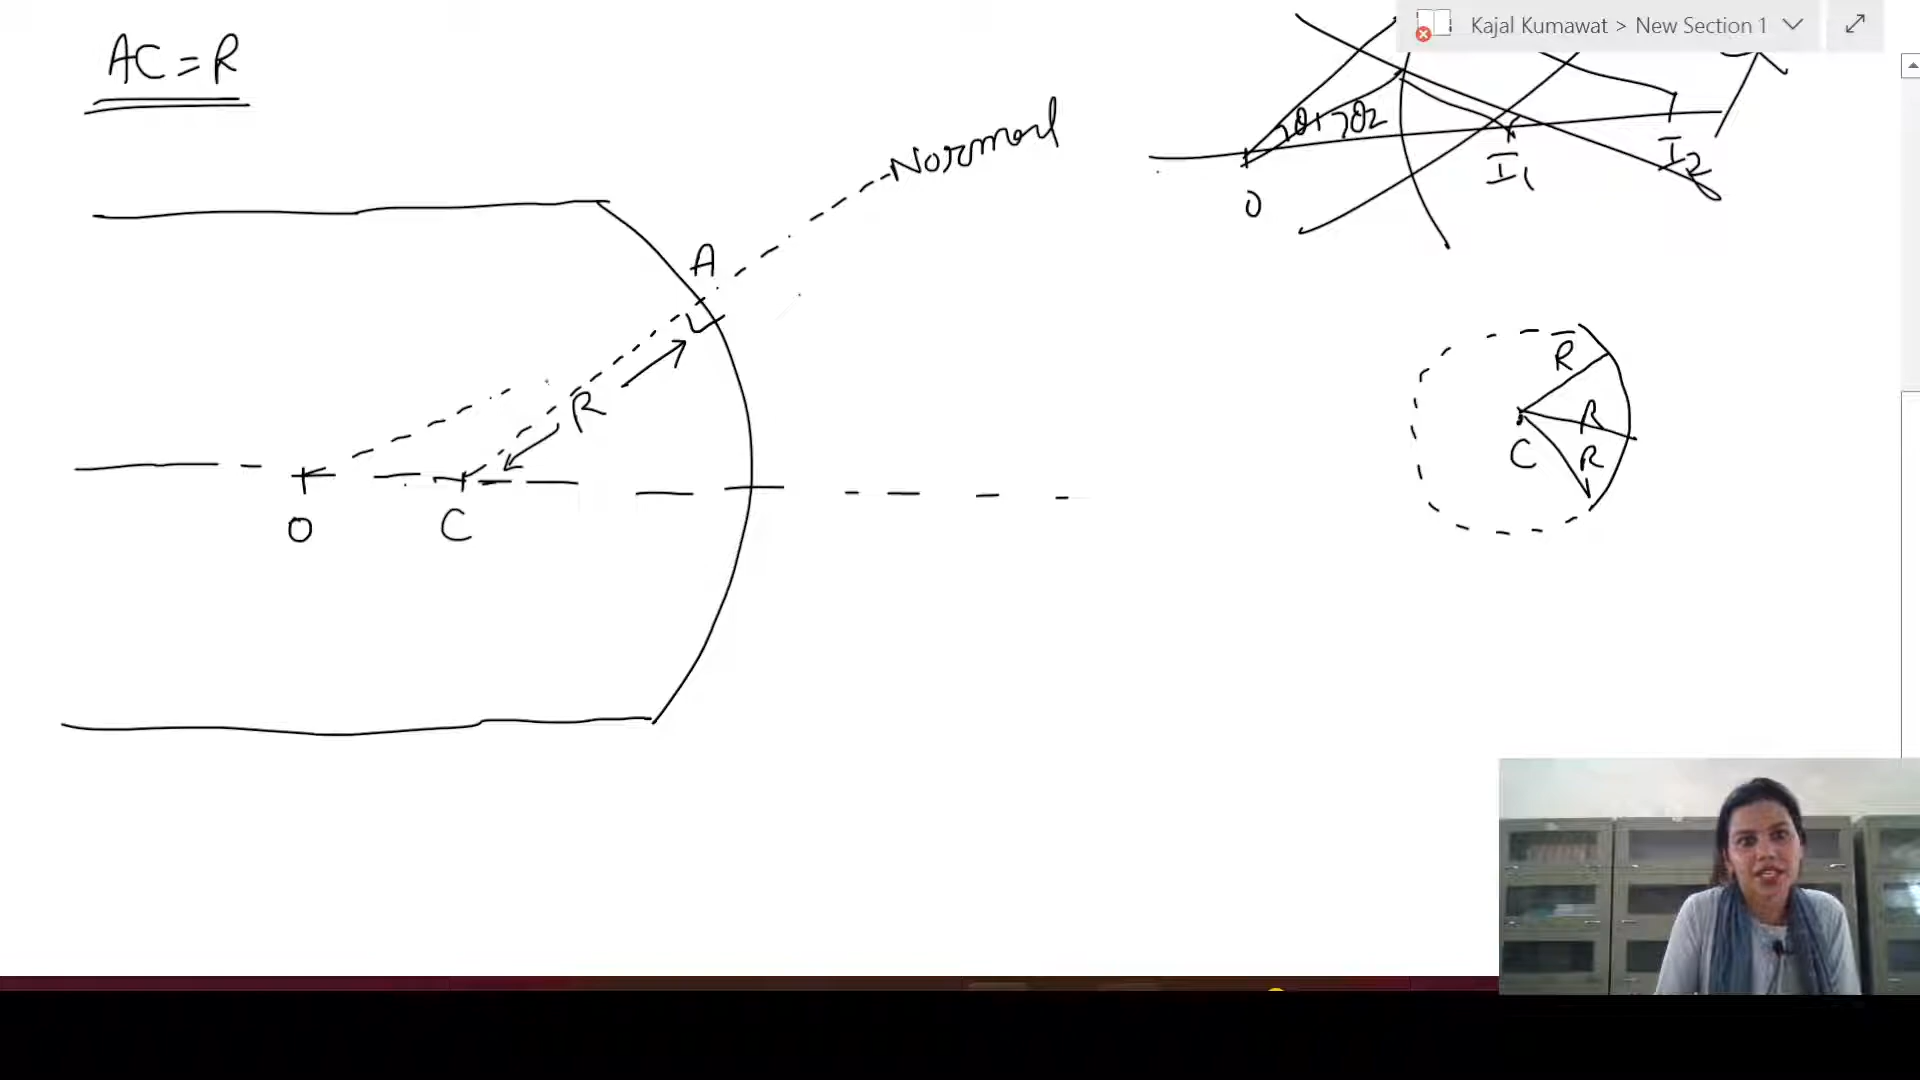 AC = R
Kajal Kumawat > New Section 1
θ1 θ2
I1
I2
O
Normal
A
R
O
C
R
R
R
C